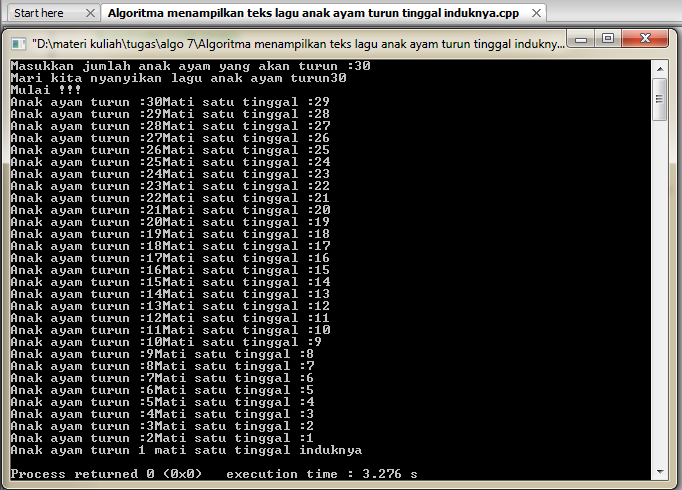 Start here
Algoritma menampilkan teks lagu anak ayam turun tinggal induknya.cpp
"D:\materi kuliah\tugas\algo 7\Algoritma menampilkan teks lagu anak ayam turun tinggal indukny...
Masukkan jumlah anak ayam yang akan turun :30
Mari kita nyanyikan lagu anak ayam turun30
Mulai !!!
Anak ayam turun :30Mati satu tinggal :29
Anak ayam turun :29Mati satu tinggal :28
Anak ayam turun :28Mati satu tinggal :27
Anak ayam turun :27Mati satu tinggal :26
Anak ayam turun :26Mati satu tinggal :25
Anak ayam turun :25Mati satu tinggal :24
Anak ayam turun :24Mati satu tinggal :23
Anak ayam turun :23Mati satu tinggal :22
Anak ayam turun :22Mati satu tinggal :21
Anak ayam turun :21Mati satu tinggal :20
Anak ayam turun :20Mati satu tinggal :19
Anak ayam turun :19Mati satu tinggal :18
Anak ayam turun :18Mati satu tinggal :17
Anak ayam turun :17Mati satu tinggal :16
Anak ayam turun :16Mati satu tinggal :15
Anak ayam turun :15Mati satu tinggal :14
Anak ayam turun :14Mati satu tinggal :13
Anak ayam turun :13Mati satu tinggal :12
Anak ayam turun :12Mati satu tinggal :11
Anak ayam turun :11Mati satu tinggal :10
Anak ayam turun :10Mati satu tinggal :9
Anak ayam turun :9Mati satu tinggal :8
Anak ayam turun :8Mati satu tinggal :7
Anak ayam turun :7Mati satu tinggal :6
Anak ayam turun :6Mati satu tinggal :5
Anak ayam turun :5Mati satu tinggal :4
Anak ayam turun :4Mati satu tinggal :3
Anak ayam turun :3Mati satu tinggal :2
Anak ayam turun :2Mati satu tinggal :1
Anak ayam turun 1 mati satu tinggal induknya
Process returned 0 (0x0)   execution time : 3.276 s